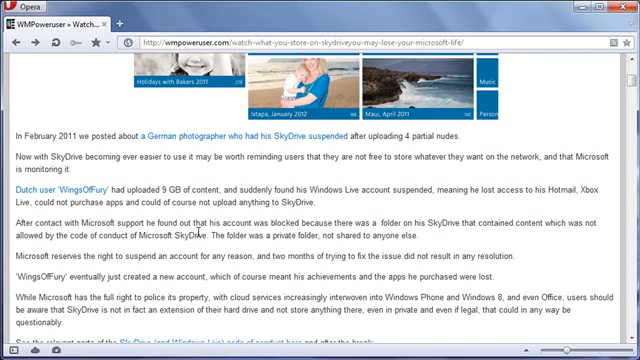 Opera
WMPoweruser » Watch...
http://wmpoweruser.com/watch-what-you-store-on-skydriveyou-may-lose-your-microsoft-life/
Holidays with Bakers 2011 279
Ixtapa, January 2012
Maui, April 2011
Music
Person
In February 2011 we posted about a German photographer who had his SkyDrive suspended after uploading 4 partial nudes.
Now with SkyDrive becoming ever easier to use it may be worth reminding users that they are not free to store whatever they want on the network, and that Microsoft
is monitoring it.
Dutch user 'WingsOfFury' had uploaded 9 GB of content, and suddenly found his Windows Live account suspended, meaning he lost access to his Hotmail, Xbox
Live, could not purchase apps and could of course not upload anything to SkyDrive.
After contact with Microsoft support he found out that his account was blocked because there was a folder on his SkyDrive that contained content which was not
allowed by the code of conduct of Microsoft SkyDrive. The folder was a private folder, not shared to anyone else.
Microsoft reserves the right to suspend an account for any reason, and two months of trying to fix the issue did not result in any resolution.
'WingsOfFury' eventually just created a new account, which of course meant his achievements and the apps he purchased were lost.
While Microsoft has the full right to police its property, with cloud services increasingly interwoven into Windows Phone and Windows 8, and even Office, users should
be aware that SkyDrive is not in fact an extension of their hard drive and not store anything there, even in private and even if legal, that could in any way be
questionably.
See the relevant parts of the SkyDrive (and Windows Live) code of conduct here and after the break: